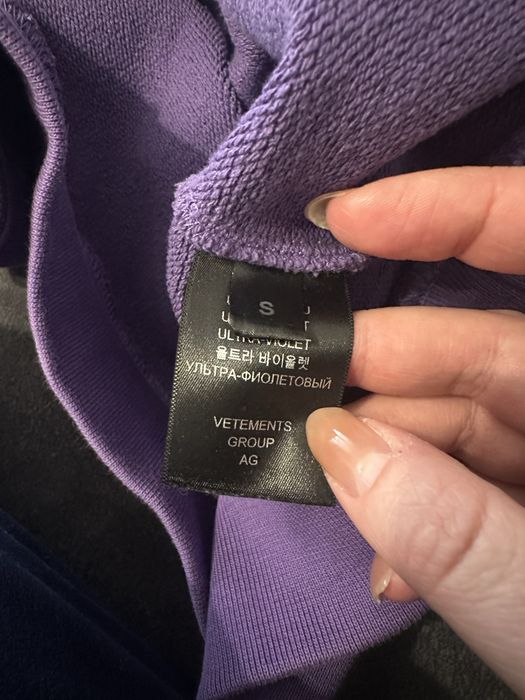 S
ULTRA-VIOLET
울트라 바이올렛
УЛЬТРА-ФИОЛЕТОВЫЙ
VETEMENTS
GROUP
AG